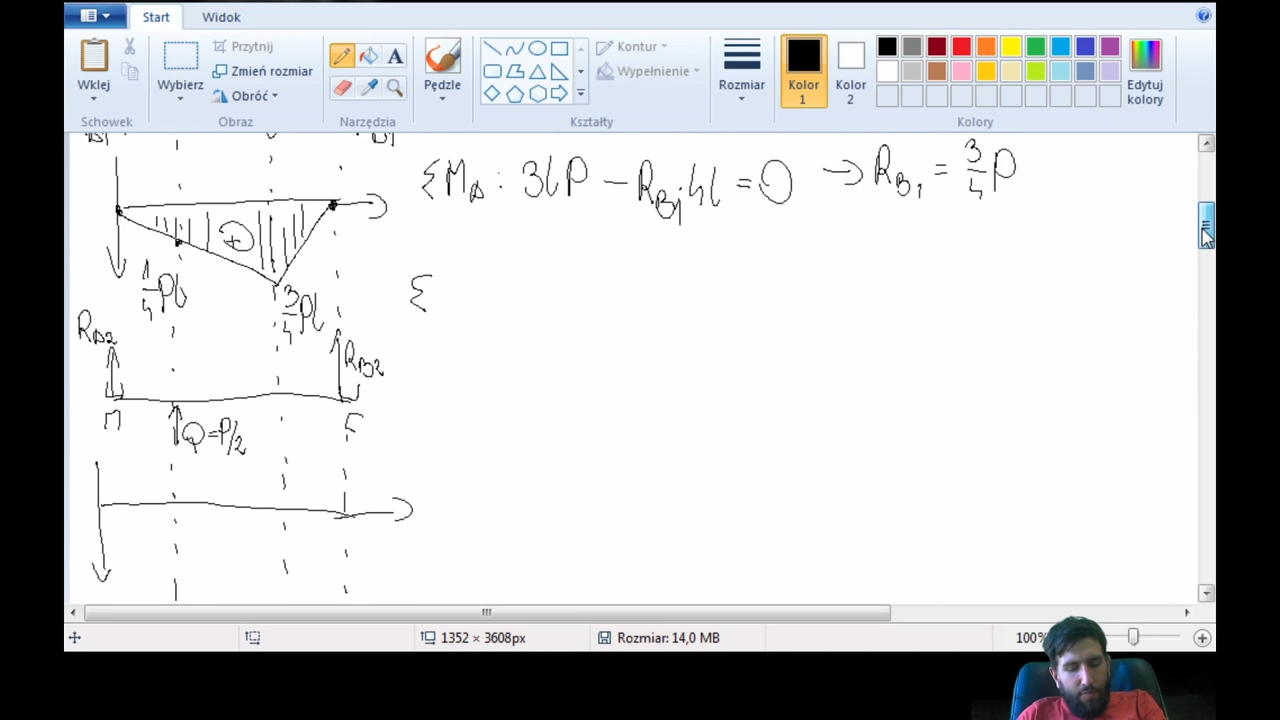 Start Widok
Wklej
Schowek
Wybierz
Przytnij
Zmień rozmiar
Obróć
Obraz
A
Narzędzia
Pędzle
Kontur
Wypełnienie
Kształty
Rozmiar
Kolor 1
Kolor 2
Edytuj kolory
Kolory
ΣM_A: 3lP - R_B1 4l = 0 → R_B1 = 3/4 P
+
1/4 Pl
3/4 Pl
Σ
R_A2
R_B2
Q=P/2
1352 × 3608px
Rozmiar: 14,0 MB
100%